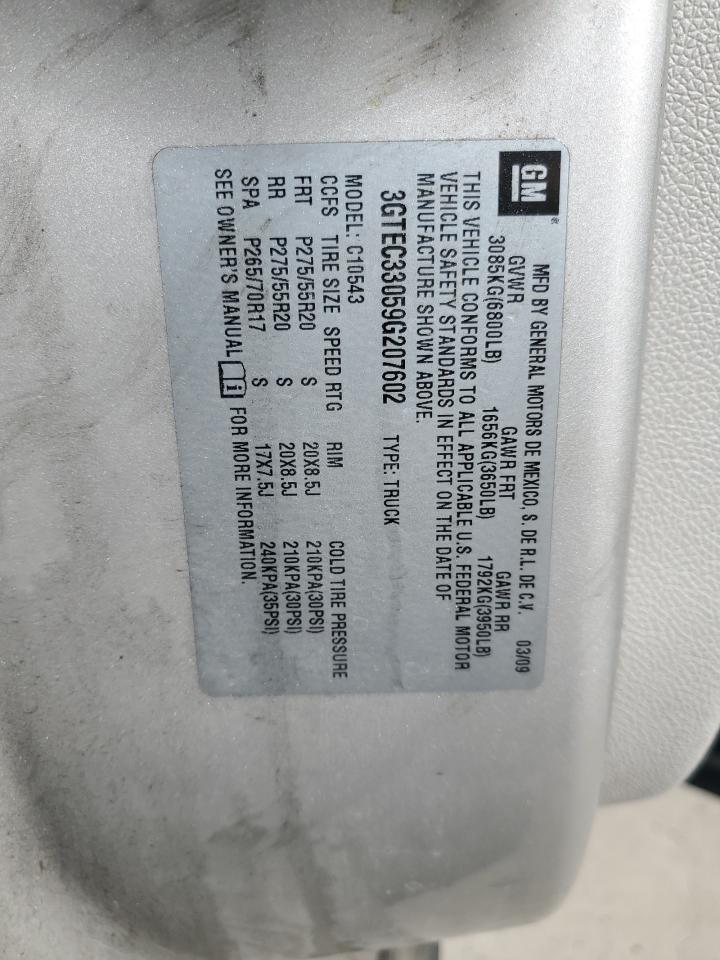 GM®
MFD BY GENERAL MOTORS DE MEXICO, S. DE R.L. DE C.V. 03/09
GVWR GAWR FRT GAWR RR
3085KG(6800LB) 1656KG(3650LB) 1792KG(3950LB)
THIS VEHICLE CONFORMS TO ALL APPLICABLE U.S. FEDERAL MOTOR
VEHICLE SAFETY STANDARDS IN EFFECT ON THE DATE OF
MANUFACTURE SHOWN ABOVE.
3GTEC33059G207602 TYPE: TRUCK
MODEL: C10543
CCFS TIRE SIZE SPEED RTG RIM COLD TIRE PRESSURE
FRT P275/55R20 S 20X8.5J 210KPA(30PSI)
RR P275/55R20 S 20X8.5J 210KPA(30PSI)
SPA P265/70R17 S 17X7.5J 240KPA(35PSI)
SEE OWNER'S MANUAL i FOR MORE INFORMATION.